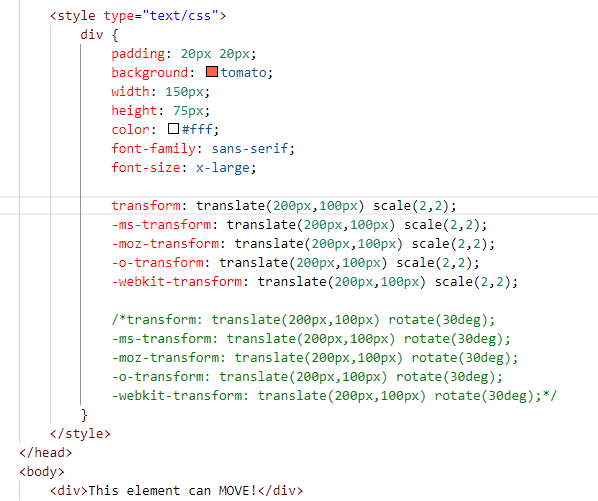 <style type="text/css">
div {
padding: 20px 20px;
background: tomato;
width: 150px;
height: 75px;
color: #fff;
font-family: sans-serif;
font-size: x-large;
transform: translate(200px,100px) scale(2,2);
-ms-transform: translate(200px,100px) scale(2,2);
-moz-transform: translate(200px,100px) scale(2,2);
-o-transform: translate(200px,100px) scale(2,2);
-webkit-transform: translate(200px,100px) scale(2,2);
/*transform: translate(200px,100px) rotate(30deg);
-ms-transform: translate(200px,100px) rotate(30deg);
-moz-transform: translate(200px,100px) rotate(30deg);
-o-transform: translate(200px,100px) rotate(30deg);
-webkit-transform: translate(200px,100px) rotate(30deg);*/
}
</style>
</head>
<body>
<div>This element can MOVE!</div>